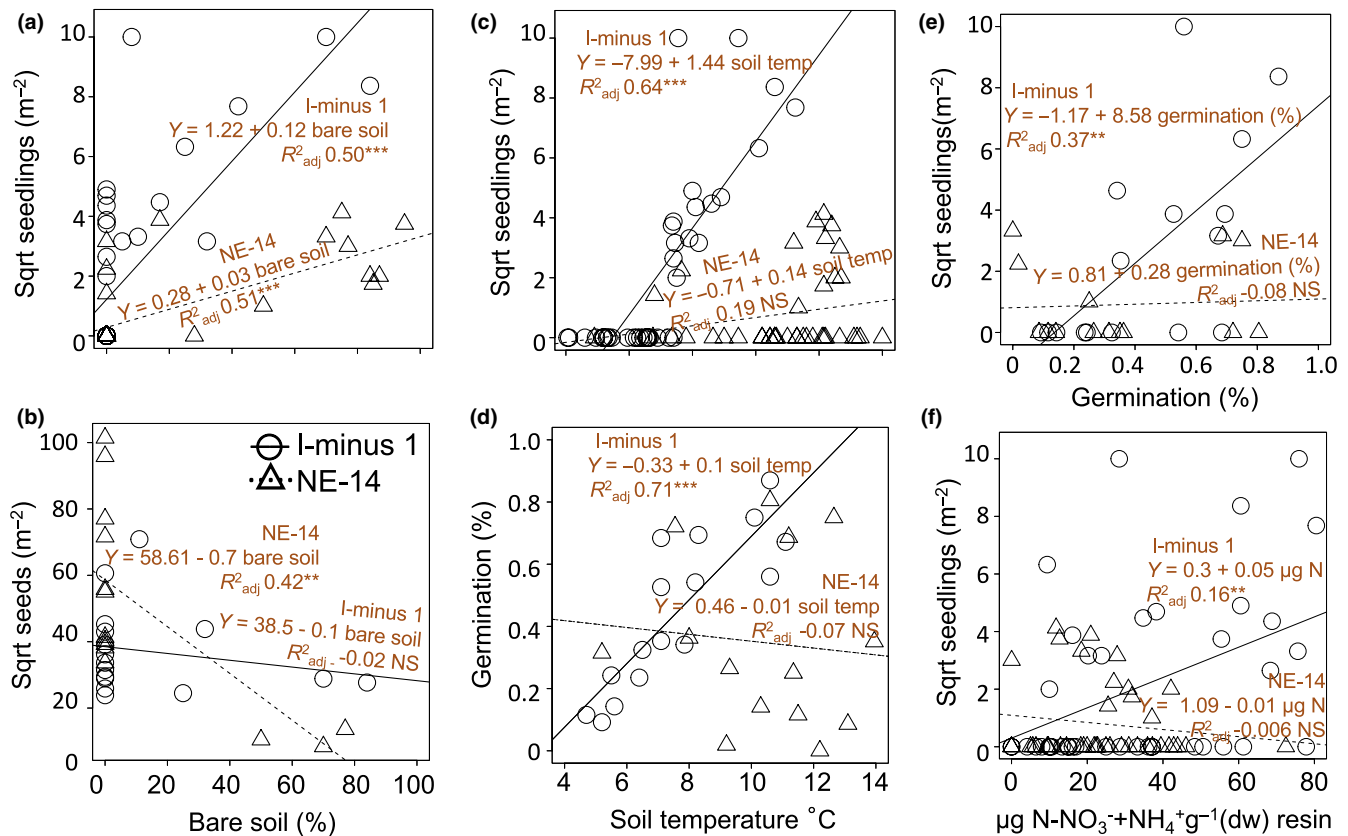 (a)
Sqrt seedlings (m⁻²)
10
8
6
4
2
0
I-minus 1
Y = 1.22 + 0.12 bare soil
R²adj 0.50***
NE-14
Y = 0.28 + 0.03 bare soil
R²adj 0.51***
0 20 40 60 80
(b)
Sqrt seeds (m⁻²)
100
80
60
40
20
0
I-minus 1
NE-14
NE-14
Y = 58.61 - 0.7 bare soil
R²adj 0.42**
I-minus 1
Y = 38.5 - 0.1 bare soil
R²adj - -0.02 NS
0 20 40 60 80 100
Bare soil (%)
(c)
Sqrt seedlings (m⁻²)
10
8
6
4
2
0
I-minus 1
Y = –7.99 + 1.44 soil temp
R²adj 0.64***
NE-14
Y = –0.71 + 0.14 soil temp
R²adj 0.19 NS
4 6 8 10 12 14
(d)
Germination (%)
1.0
0.8
0.6
0.4
0.2
0
I-minus 1
Y = –0.33 + 0.1 soil temp
R²adj 0.71***
NE-14
Y = 0.46 - 0.01 soil temp
R²adj -0.07 NS
4 6 8 10 12 14
Soil temperature ˚C
(e)
Sqrt seedlings(m⁻²)
10
8
6
4
2
0
I-minus 1
Y = –1.17 + 8.58 germination (%)
R²adj 0.37**
NE-14
Y = 0.81 + 0.28 germination (%)
R²adj -0.08 NS
0 0.2 0.4 0.6 0.8 1.0
Germination (%)
(f)
Sqrt seedlings (m⁻²)
10
8
6
4
2
0
I-minus 1
Y = 0.3 + 0.05 µg N
R²adj 0.16**
NE-14
Y = 1.09 - 0.01 µg N
R²adj -0.006 NS
0 20 40 60 80
µg N-NO₃⁻+NH₄⁺g⁻¹(dw) resin